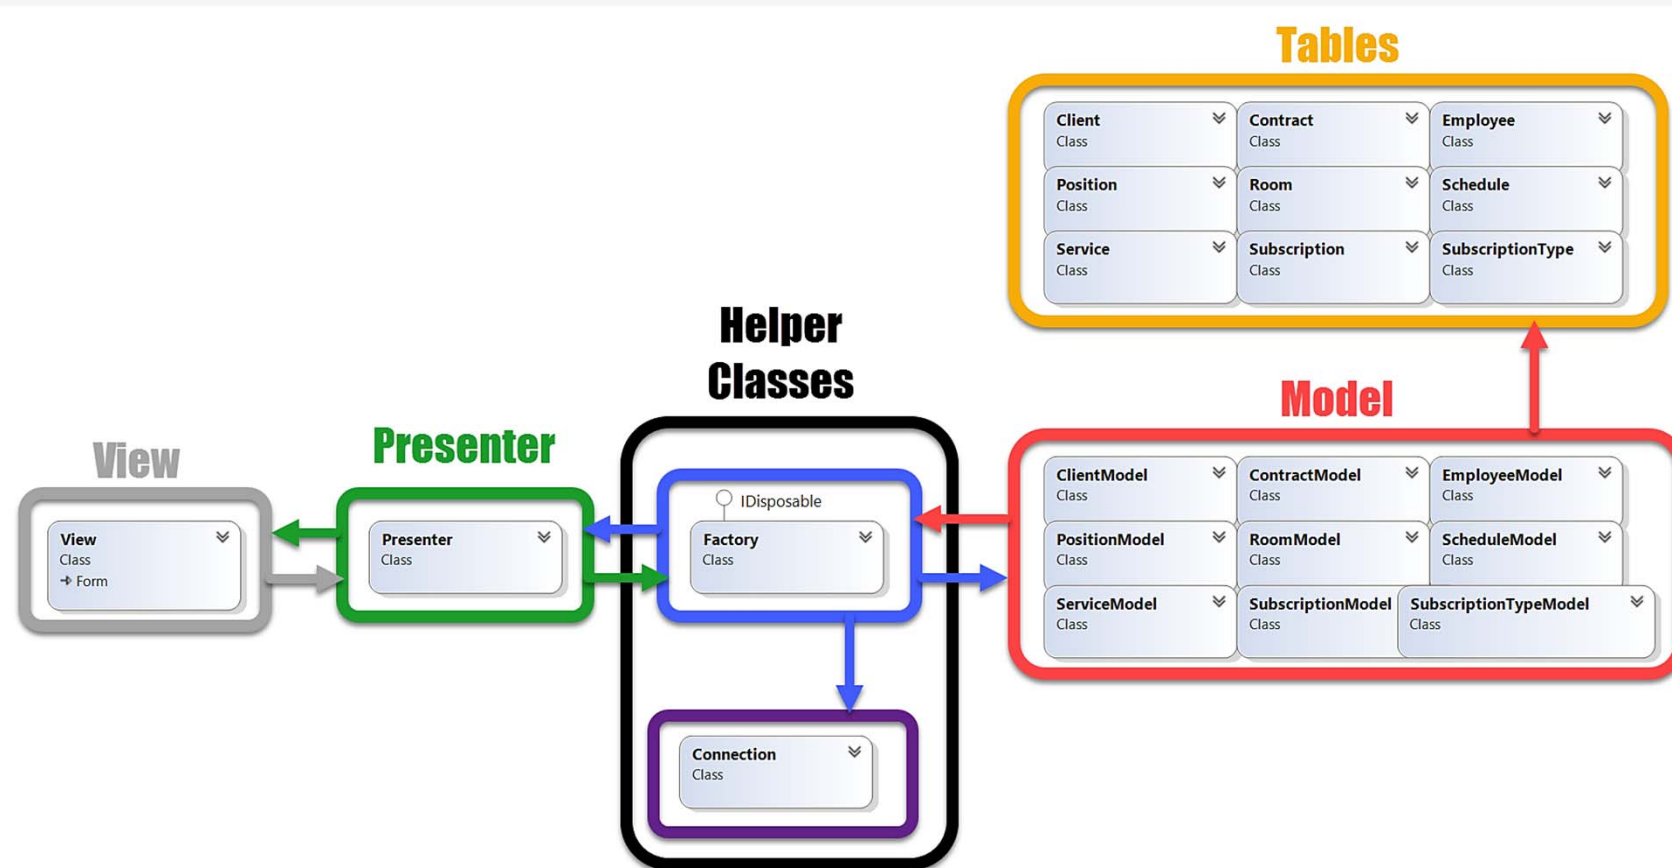 Tables
Client
Class
Contract
Class
Employee
Class
Position
Class
Room
Class
Schedule
Class
Service
Class
Subscription
Class
SubscriptionType
Class
Helper
Classes
Model
View
Presenter
ClientModel
Class
ContractModel
Class
EmployeeModel
Class
IDisposable
View
Class
Form
Presenter
Class
Factory
Class
PositionModel
Class
RoomModel
Class
ScheduleModel
Class
ServiceModel
Class
SubscriptionModel
Class
SubscriptionTypeModel
Class
Connection
Class